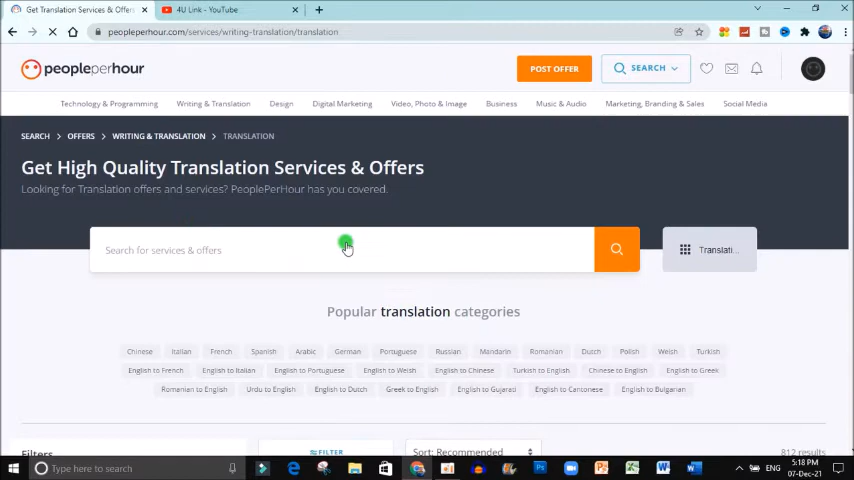 Get Translation Services & Offers
4U Link - YouTube
peopleperhour.com/services/writing-translation/translation
peopleperhour
POST OFFER
SEARCH
Technology & Programming Writing & Translation Design Digital Marketing Video, Photo & Image Business Music & Audio Marketing, Branding & Sales Social Media
SEARCH > OFFERS > WRITING & TRANSLATION > TRANSLATION
Get High Quality Translation Services & Offers
Looking for Translation offers and services? PeoplePerHour has you covered.
Search for services & offers
Translati...
Popular translation categories
Chinese Italian French Spanish Arabic German Portuguese Russian Mandarin Romanian Dutch Polish Welsh Turkish
English to French English to Italian English to Portuguese English to Welsh English to Chinese Turkish to English Chinese to English English to Greek
Romanian to English Urdu to English English to Dutch Greek to English English to Gujarati English to Cantonese English to Bulgarian
Filters
FILTER
Sort: Recommended
812 results
Type here to search
ENG
5:18 PM
07-Dec-21